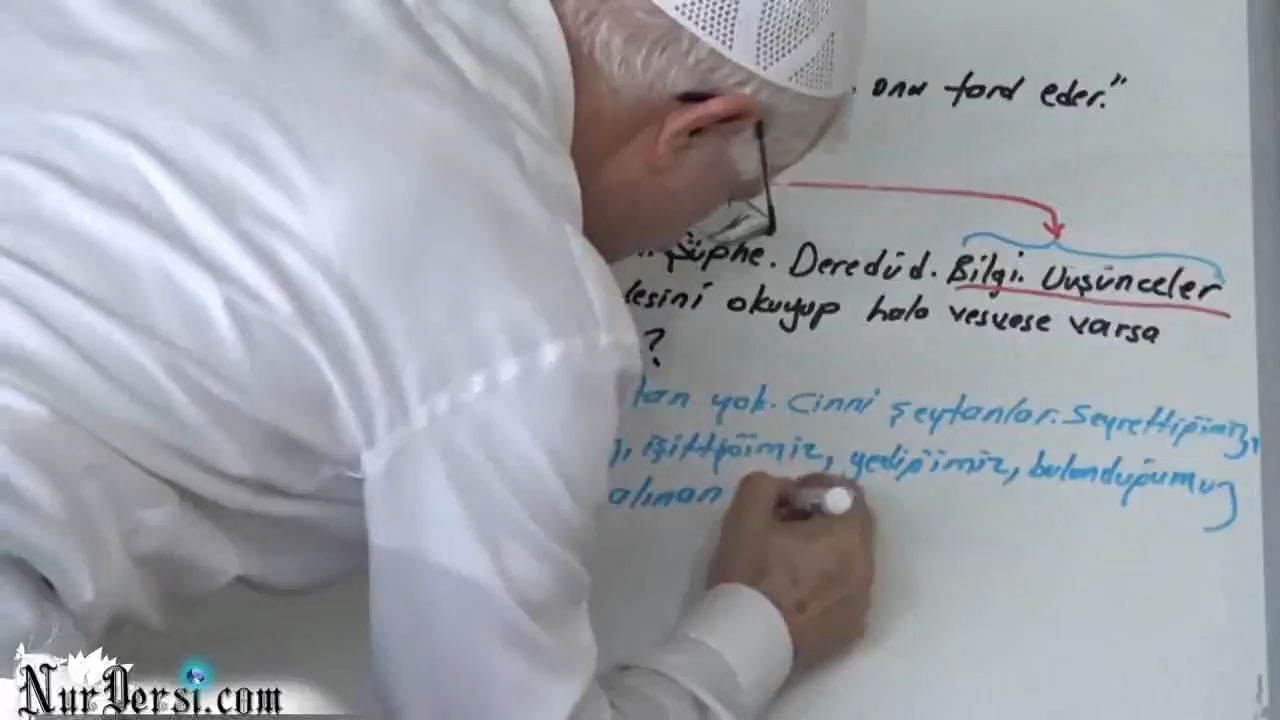 onu tard eder."
Şüphe. Deredüd. Bilgi. Düşünceler
lesini okuyup hala vesvese varsa
?
tan yok. Cinni şeytanlar. Seyrettiğimiz,
, işittiğimiz, yediğimiz, bulunduğumuz
alınan
NurDersi.com